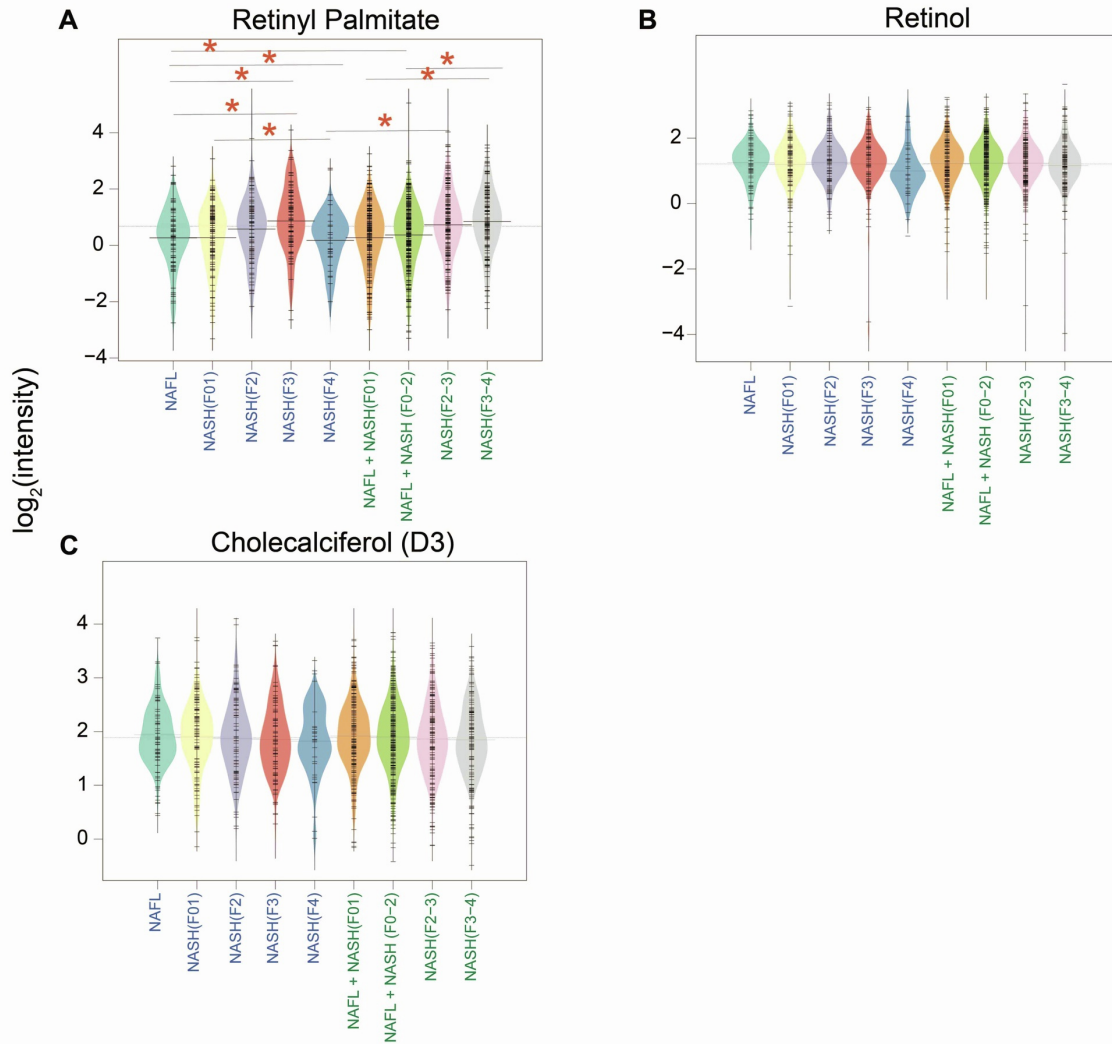 A
Retinyl Palmitate
* * * * * * * *
4
2
0
−2
−4
NAFL
NASH(F01)
NASH(F2)
NASH(F3)
NASH(F4)
NAFL + NASH(F01)
NAFL + NASH (F0−2)
NASH(F2−3)
NASH(F3−4)
B
Retinol
2
0
−2
−4
NAFL
NASH(F01)
NASH(F2)
NASH(F3)
NASH(F4)
NAFL + NASH(F01)
NAFL + NASH (F0−2)
NASH(F2−3)
NASH(F3−4)
log2(intensity)
C
Cholecalciferol (D3)
4
3
2
1
0
NAFL
NASH(F01)
NASH(F2)
NASH(F3)
NASH(F4)
NAFL + NASH(F01)
NAFL + NASH (F0−2)
NASH(F2−3)
NASH(F3−4)